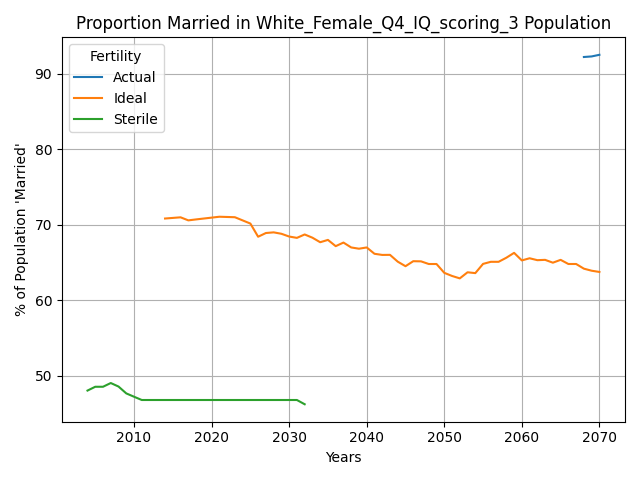 Proportion Married in White_Female_Q4_IQ_scoring_3 Population
Fertility
Actual
Ideal
Sterile
% of Population 'Married'
90
80
70
60
50
2010 2020 2030 2040 2050 2060 2070
Years